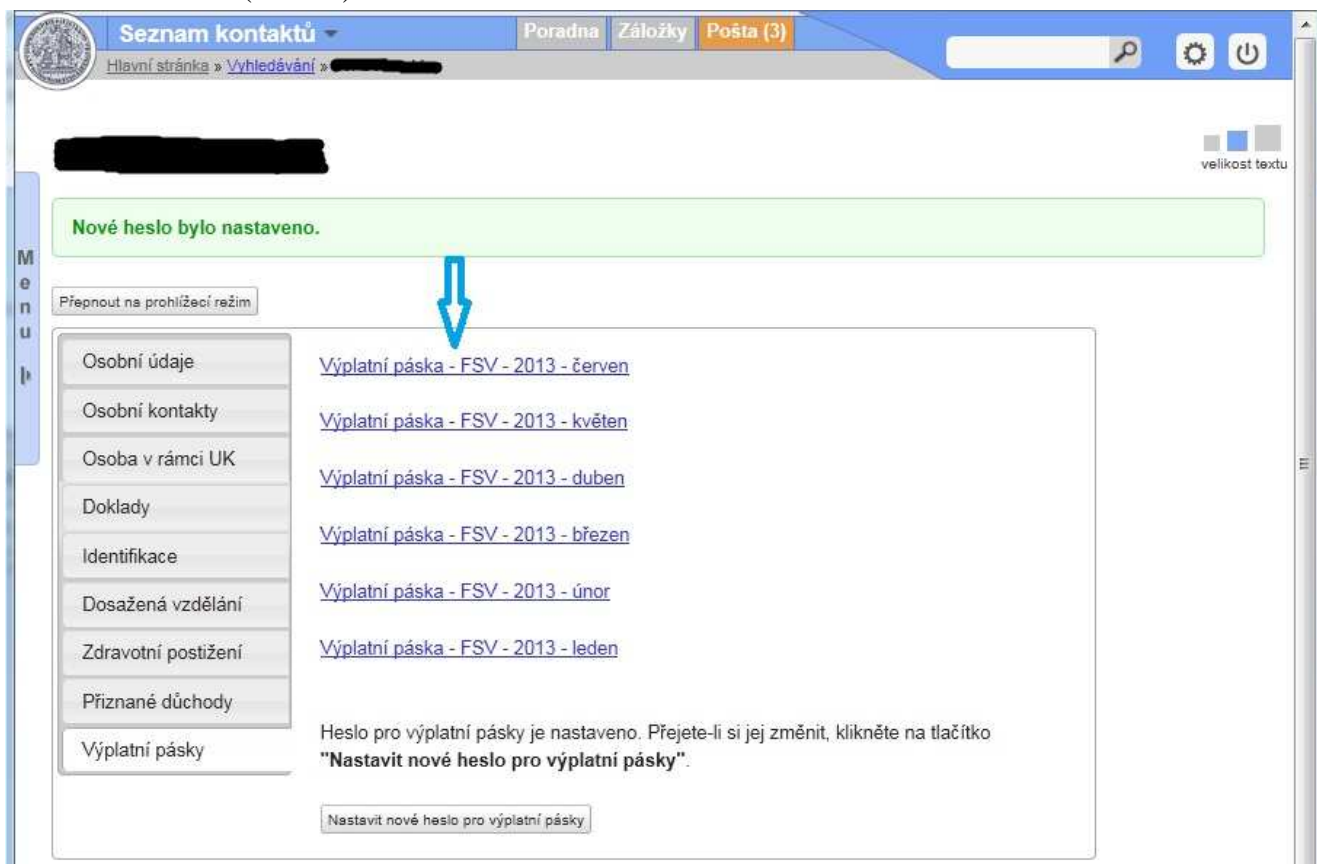 Seznam kontaktů
Poradna Záložky Pošta (3)
Hlavní stránka » Vyhledávání »
velikost textu
Nové heslo bylo nastaveno.
Menu
Přepnout na prohlížecí režim
Osobní údaje
Osobní kontakty
Osoba v rámci UK
Doklady
Identifikace
Dosažená vzdělání
Zdravotní postižení
Přiznané důchody
Výplatní pásky
Výplatní páska - FSV - 2013 - červen
Výplatní páska - FSV - 2013 - květen
Výplatní páska - FSV - 2013 - duben
Výplatní páska - FSV - 2013 - březen
Výplatní páska - FSV - 2013 - únor
Výplatní páska - FSV - 2013 - leden
Heslo pro výplatní pásky je nastaveno. Přejete-li si jej změnit, klikněte na tlačítko
"Nastavit nové heslo pro výplatní pásky".
Nastavit nové heslo pro výplatní pásky